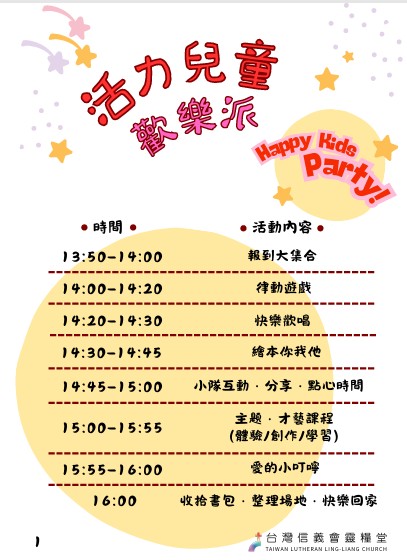 活力兒童
歡樂派
Happy Kids
Party!
• 時間 • • 活動內容 •
13:50-14:00 報到大集合
14:00-14:20 律動遊戲
14:20-14:30 快樂歡唱
14:30-14:45 繪本你我他
14:45-15:00 小隊互動·分享·點心時間
15:00-15:55 主題·才藝課程
(體驗/創作/學習)
15:55-16:00 愛的小叮嚀
16:00 收拾書包·整理場地·快樂回家
1
台灣信義會靈糧堂
TAIWAN LUTHERAN LING-LIANG CHURCH